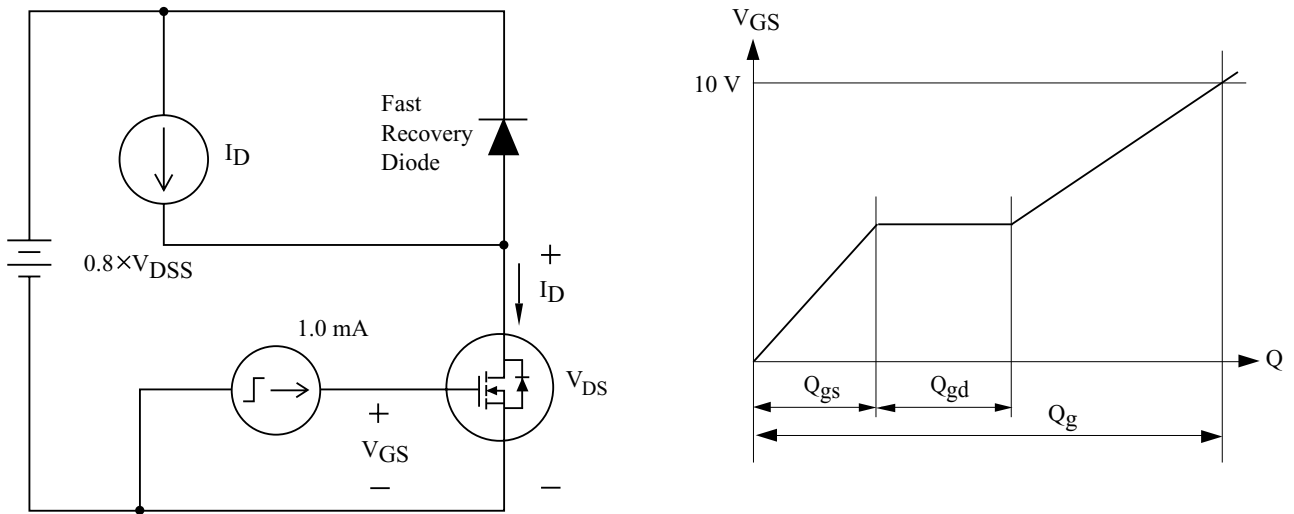 Fast
Recovery
Diode
I_D
0.8×V_DSS
+
I_D
1.0 mA
V_DS
+
V_GS
−
−
V_GS
10 V
Q
Q_gs
Q_gd
Q_g